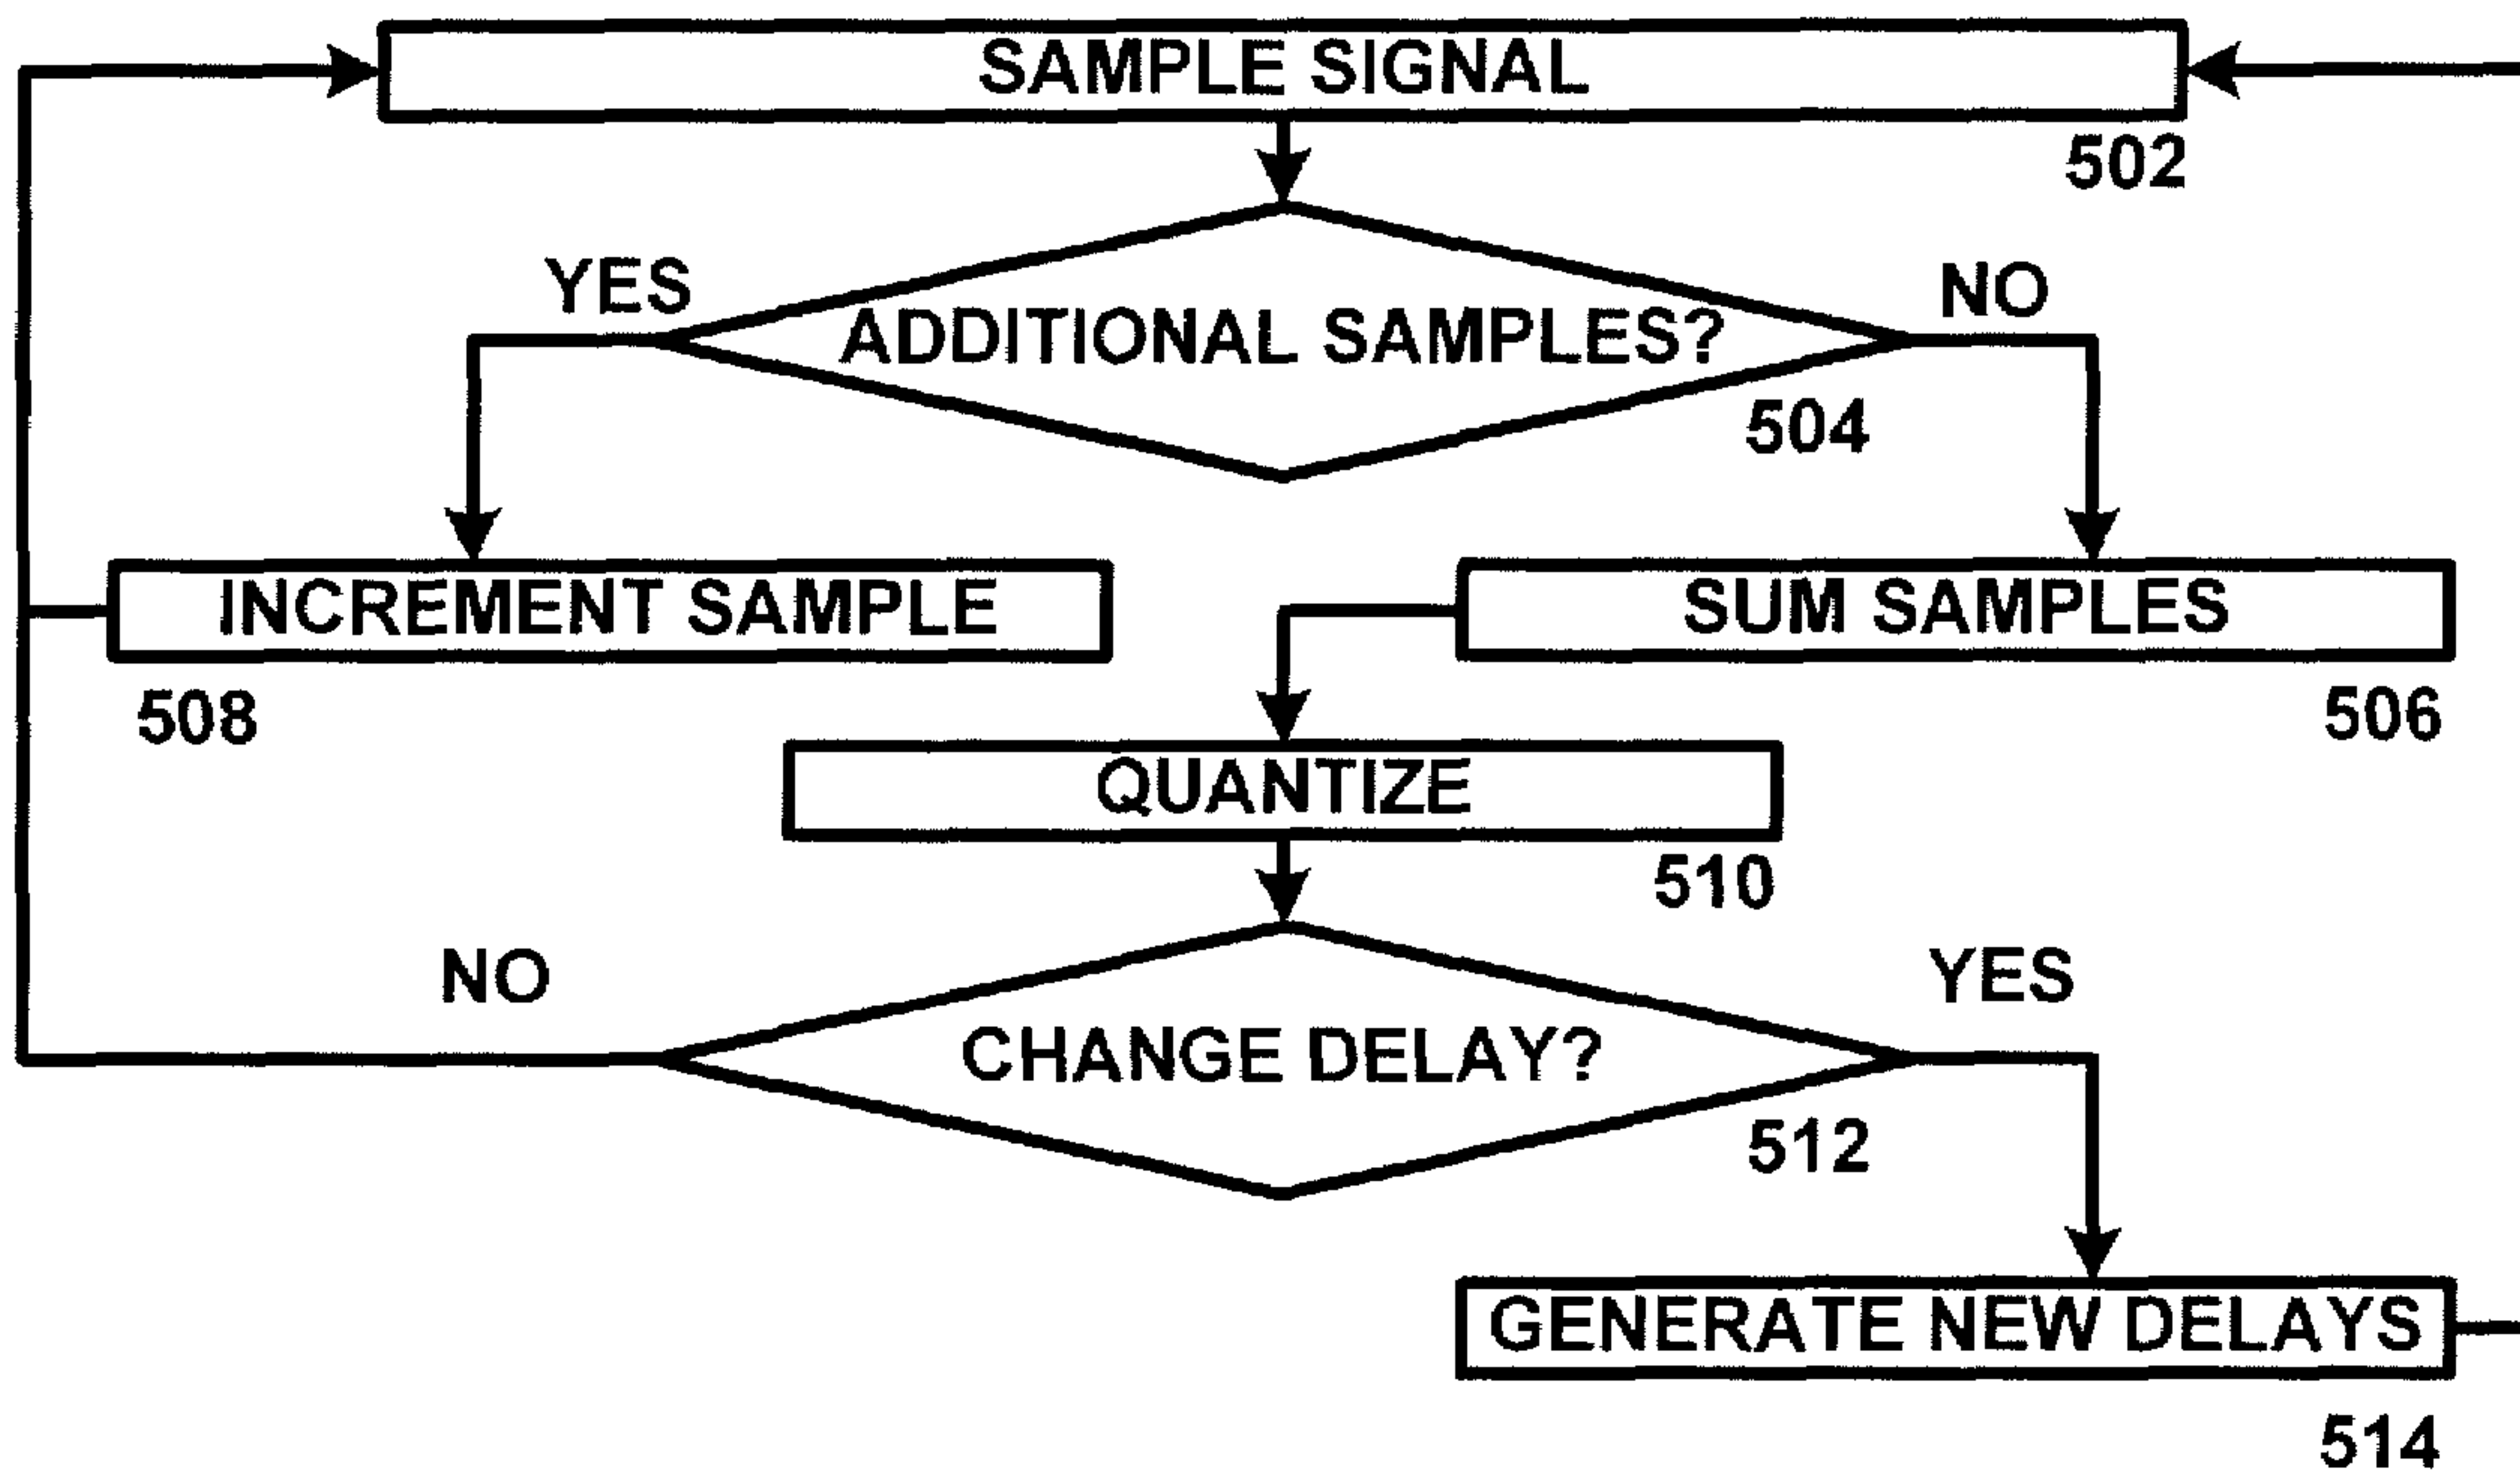 SAMPLE SIGNAL
502
YES
NO
ADDITIONAL SAMPLES?
504
INCREMENT SAMPLE
SUM SAMPLES
508
506
QUANTIZE
510
NO
YES
CHANGE DELAY?
512
GENERATE NEW DELAYS
514